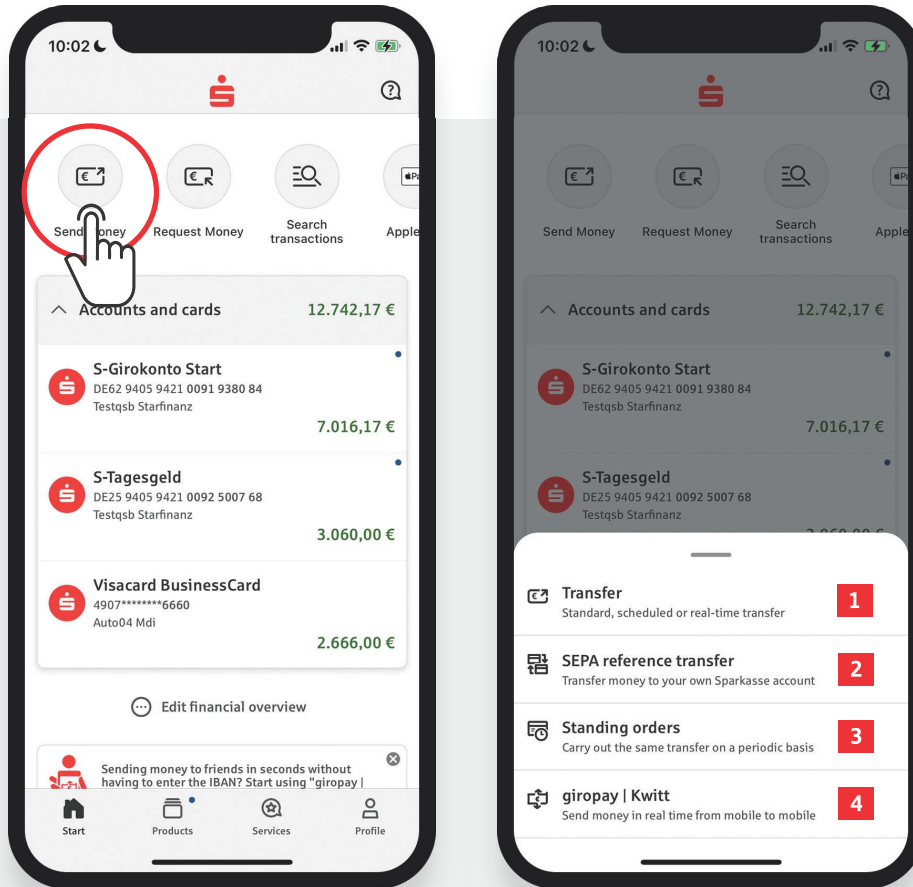 10:02
Send Money
Request Money
Search
transactions
Apple
Accounts and cards
12.742,17 €
S-Girokonto Start
DE62 9405 9421 0091 9380 84
Testqsb Starfinanz
7.016,17 €
S-Tagesgeld
DE25 9405 9421 0092 5007 68
Testqsb Starfinanz
3.060,00 €
Visacard BusinessCard
4907********6660
Auto04 Mdi
2.666,00 €
Edit financial overview
Sending money to friends in seconds without
having to enter the IBAN? Start using "giropay |
Start
Products
Services
Profile
10:02
Send Money
Request Money
Search
transactions
Apple
Accounts and cards
12.742,17 €
S-Girokonto Start
DE62 9405 9421 0091 9380 84
Testqsb Starfinanz
7.016,17 €
S-Tagesgeld
DE25 9405 9421 0092 5007 68
Testqsb Starfinanz
3.060,00 €
Transfer
Standard, scheduled or real-time transfer
1
SEPA reference transfer
Transfer money to your own Sparkasse account
2
Standing orders
Carry out the same transfer on a periodic basis
3
giropay | Kwitt
Send money in real time from mobile to mobile
4